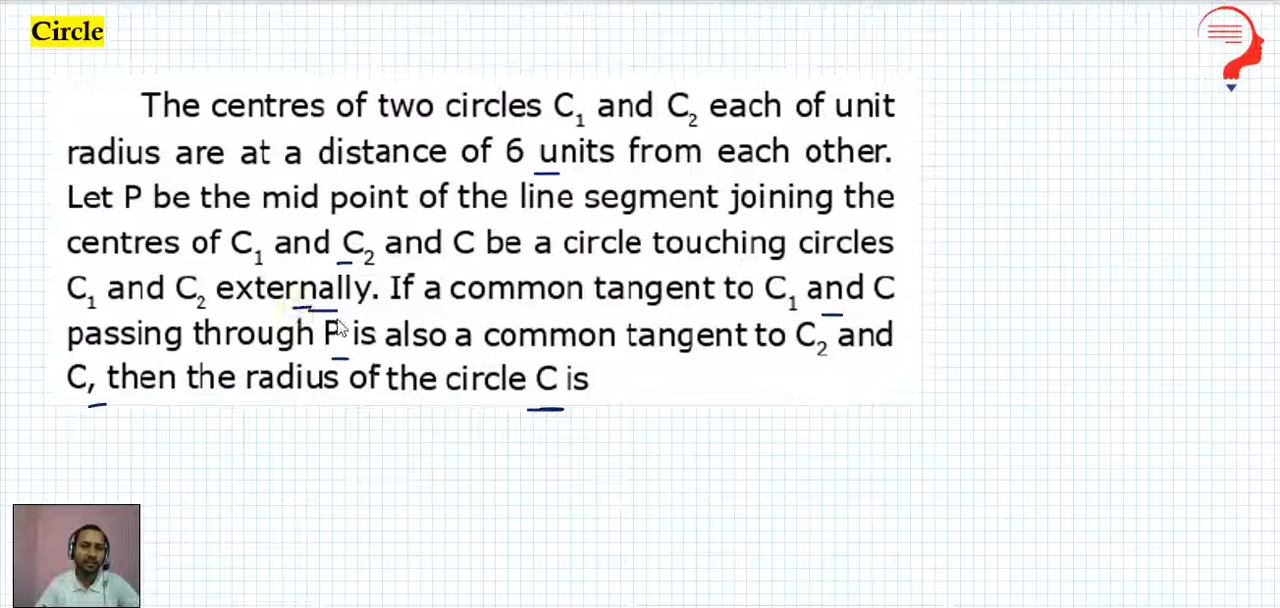 Circle
The centres of two circles C₁ and C₂ each of unit
radius are at a distance of 6 units from each other.
Let P be the mid point of the line segment joining the
centres of C₁ and C₂ and C be a circle touching circles
C₁ and C₂ externally. If a common tangent to C₁ and C
passing through P is also a common tangent to C₂ and
C, then the radius of the circle C is